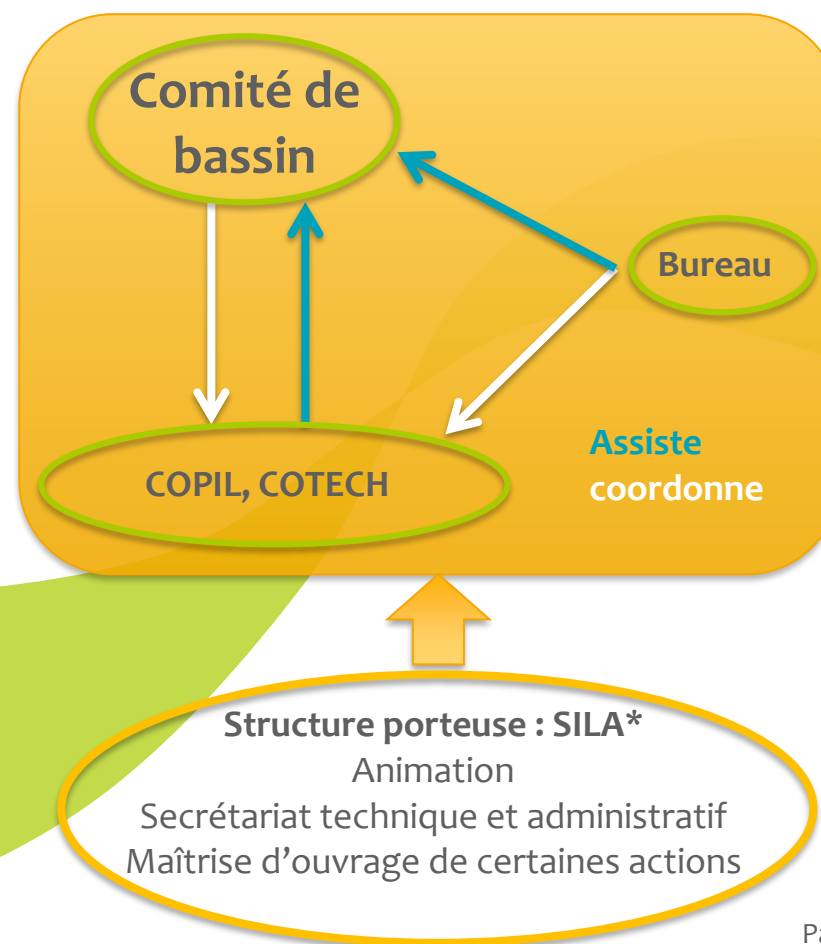 Comité de
bassin
Bureau
Assiste
coordonne
COPIL, COTECH
Structure porteuse : SILA*
Animation
Secrétariat technique et administratif
Maîtrise d’ouvrage de certaines actions